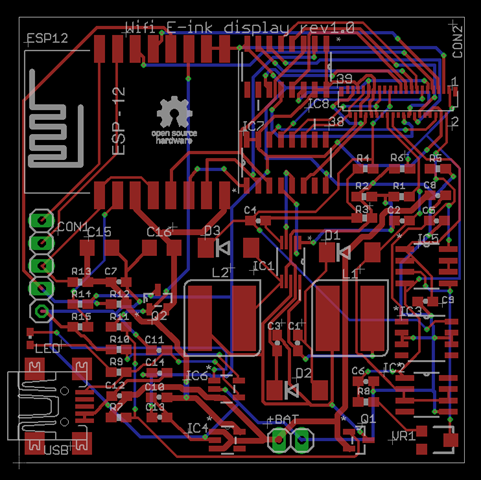 Wifi E-ink display rev1.0
ESP12
CON2
39
1
ESP-12
IC8
open source
hardware
IC7
38
2
R4
R6
R5
R2
R1
C8
R3
C2
C5
C4
CON1
C15
C16
D3
D1
IC5
IC1
L2
L1
R13
C7
R14
R12
C9
Q2
IC3
R15
R11
LED
C3
C1
R10
C11
R9
C14
IC6
IC2
D2
C6
C12
C10
R8
R7
C13
IC4
+BAT
Q1
VR1
USB